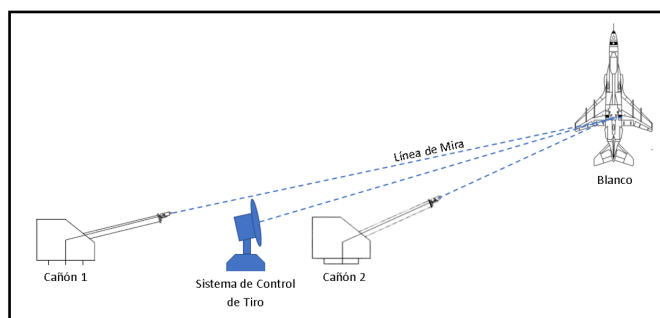 Línea de Mira
Blanco
Cañón 1
Sistema de Control
de Tiro
Cañón 2